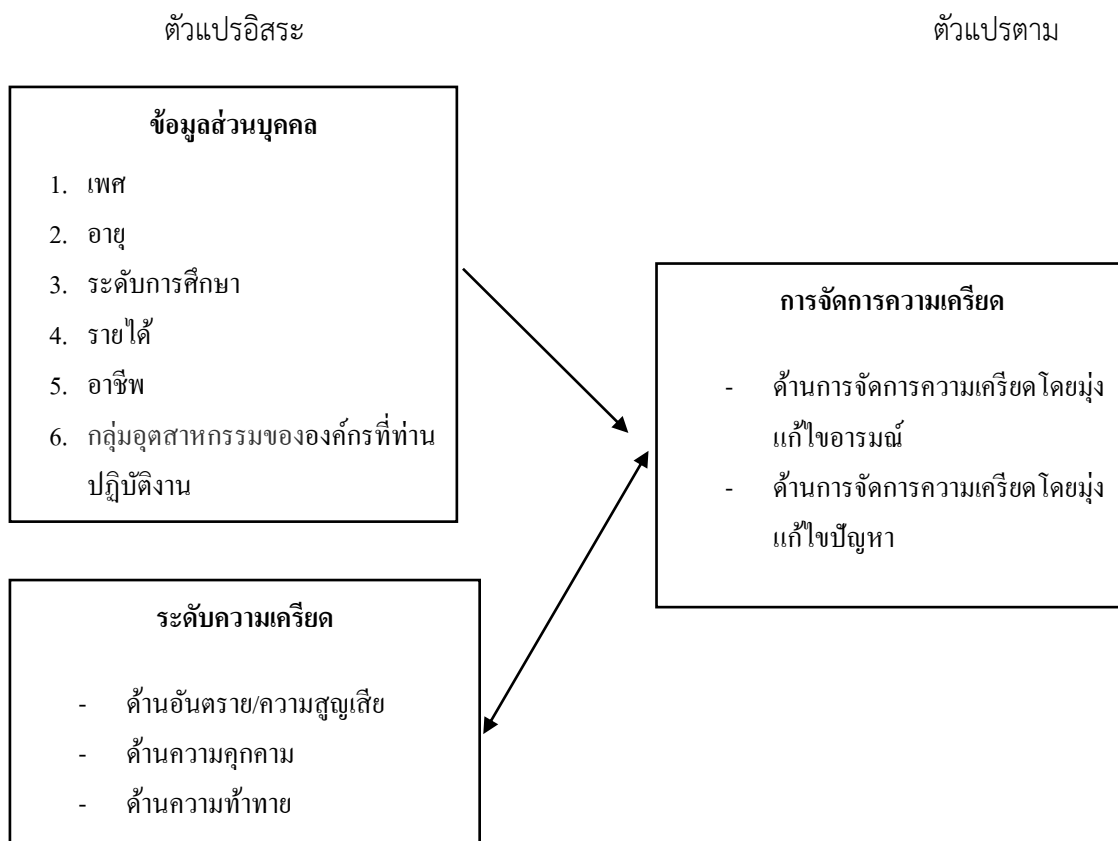 ตัวแปรอิสระ
ตัวแปรตาม
ข้อมูลส่วนบุคคล
1. เพศ
2. อายุ
3. ระดับการศึกษา
4. รายได้
5. อาชีพ
6. กลุ่มอุตสาหกรรมขององค์กรที่ท่าน
ปฏิบัติงาน
การจัดการความเครียด
- ด้านการจัดการความเครียดโดยมุ่ง
แก้ไขอารมณ์
- ด้านการจัดการความเครียดโดยมุ่ง
แก้ไขปัญหา
ระดับความเครียด
- ด้านอันตราย/ความสูญเสีย
- ด้านความคุกคาม
- ด้านความท้าทาย